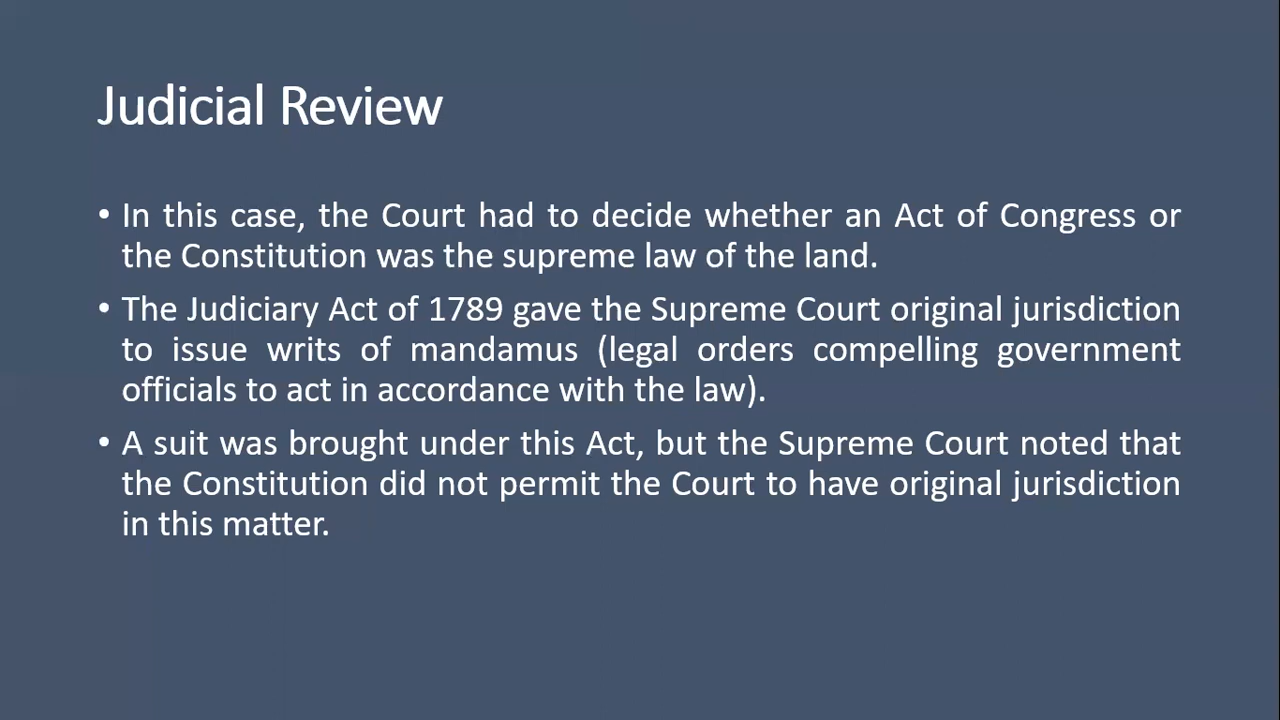 Judicial Review
• In this case, the Court had to decide whether an Act of Congress or
the Constitution was the supreme law of the land.
• The Judiciary Act of 1789 gave the Supreme Court original jurisdiction
to issue writs of mandamus (legal orders compelling government
officials to act in accordance with the law).
• A suit was brought under this Act, but the Supreme Court noted that
the Constitution did not permit the Court to have original jurisdiction
in this matter.